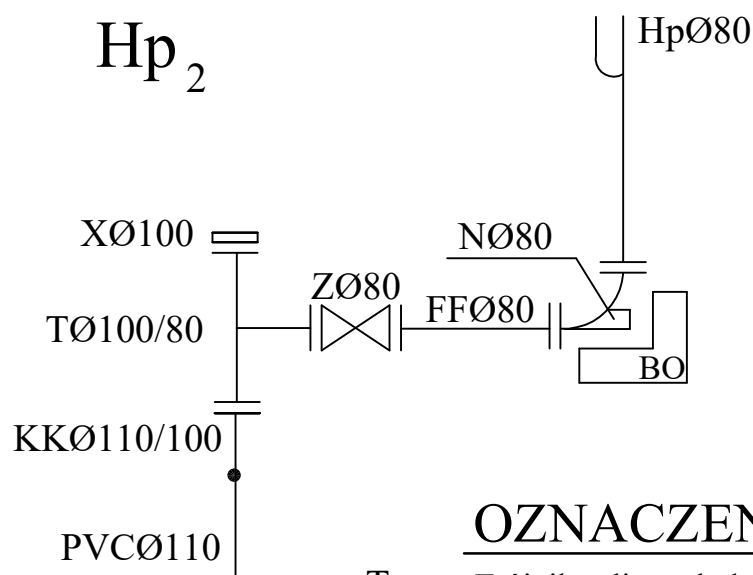 Hp₂
HpØ80
XØ100
NØ80
ZØ80
TØ100/80
FFØ80
BO
KKØ110/100
PVCØ110
OZNACZEN